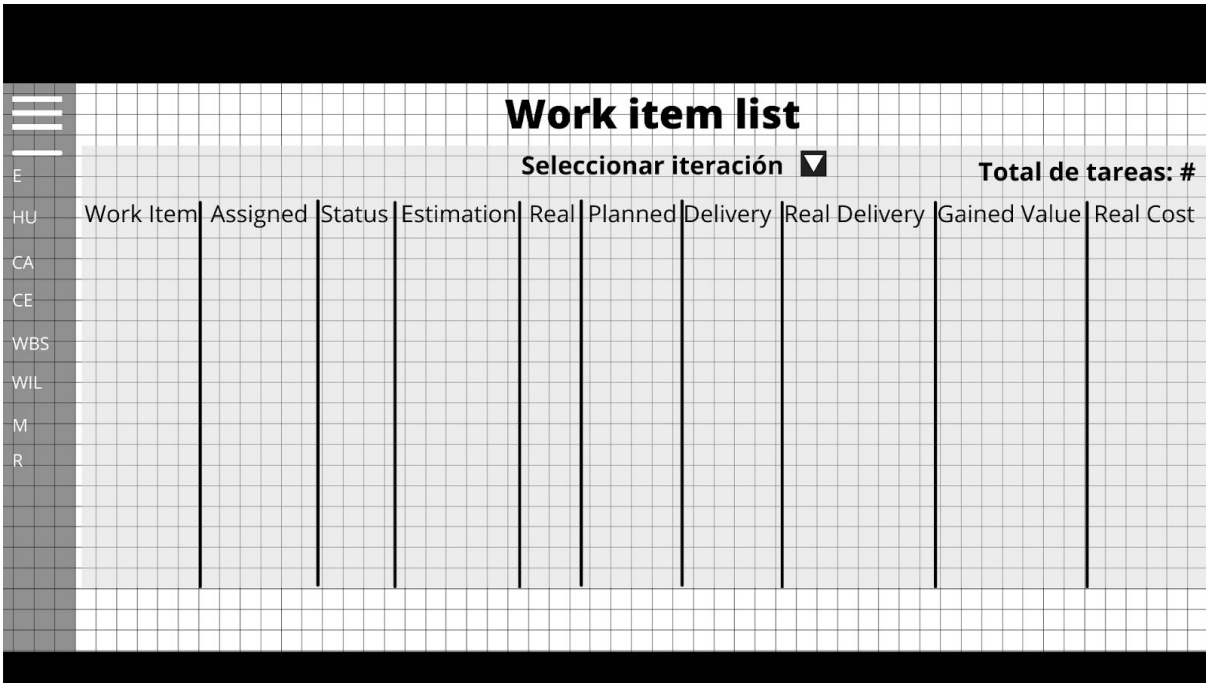 Work item list
Seleccionar iteración
Total de tareas: #
Work Item Assigned Status Estimation Real Planned Delivery Real Delivery Gained Value Real Cost
E
HU
CA
CE
WBS
WIL
M
R